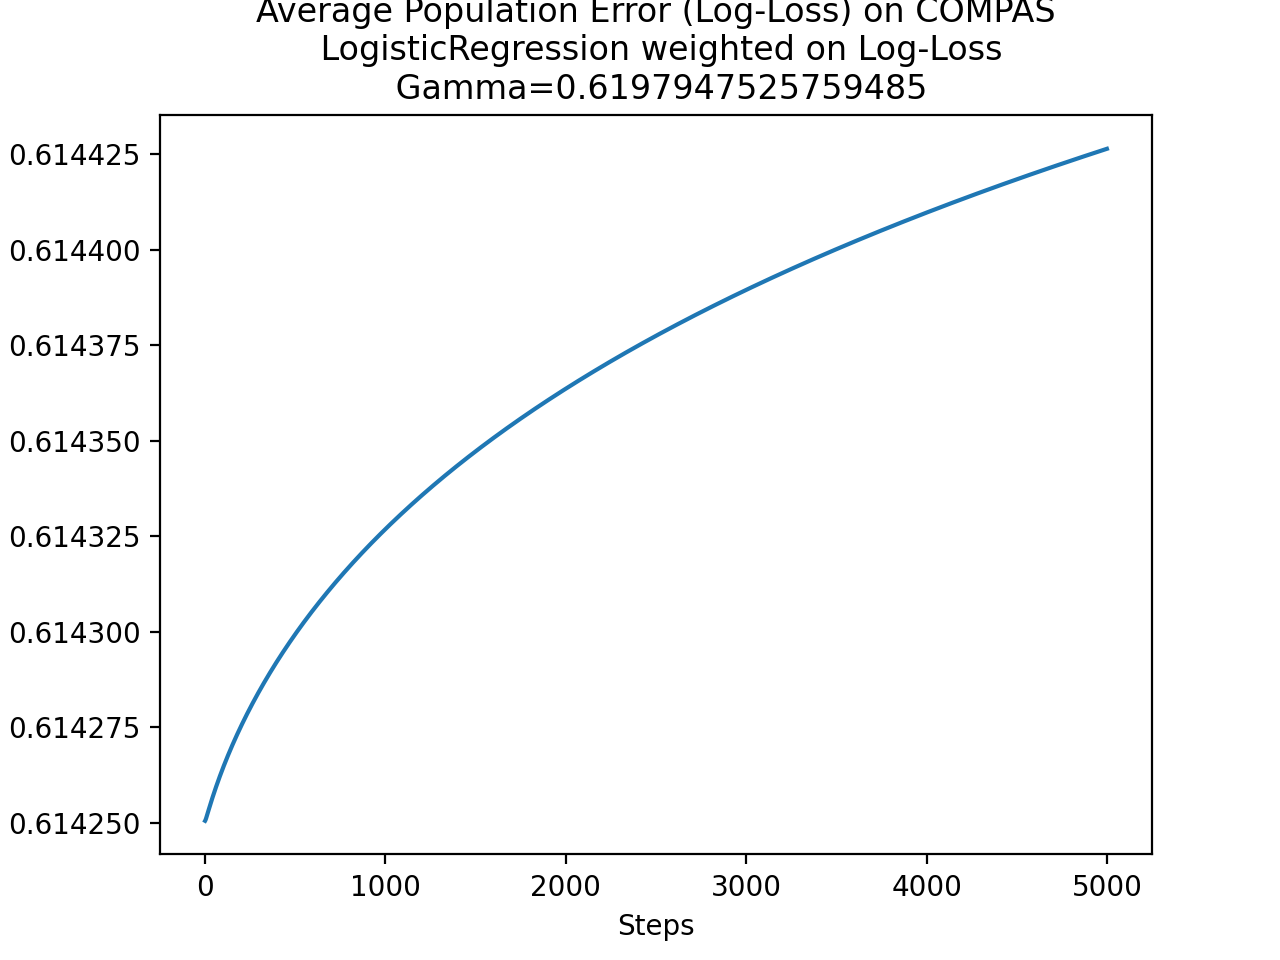 Average Population Error (Log-Loss) on COMPAS
LogisticRegression weighted on Log-Loss
Gamma=0.6197947525759485
0.614425
0.614400
0.614375
0.614350
0.614325
0.614300
0.614275
0.614250
0 1000 2000 3000 4000 5000
Steps